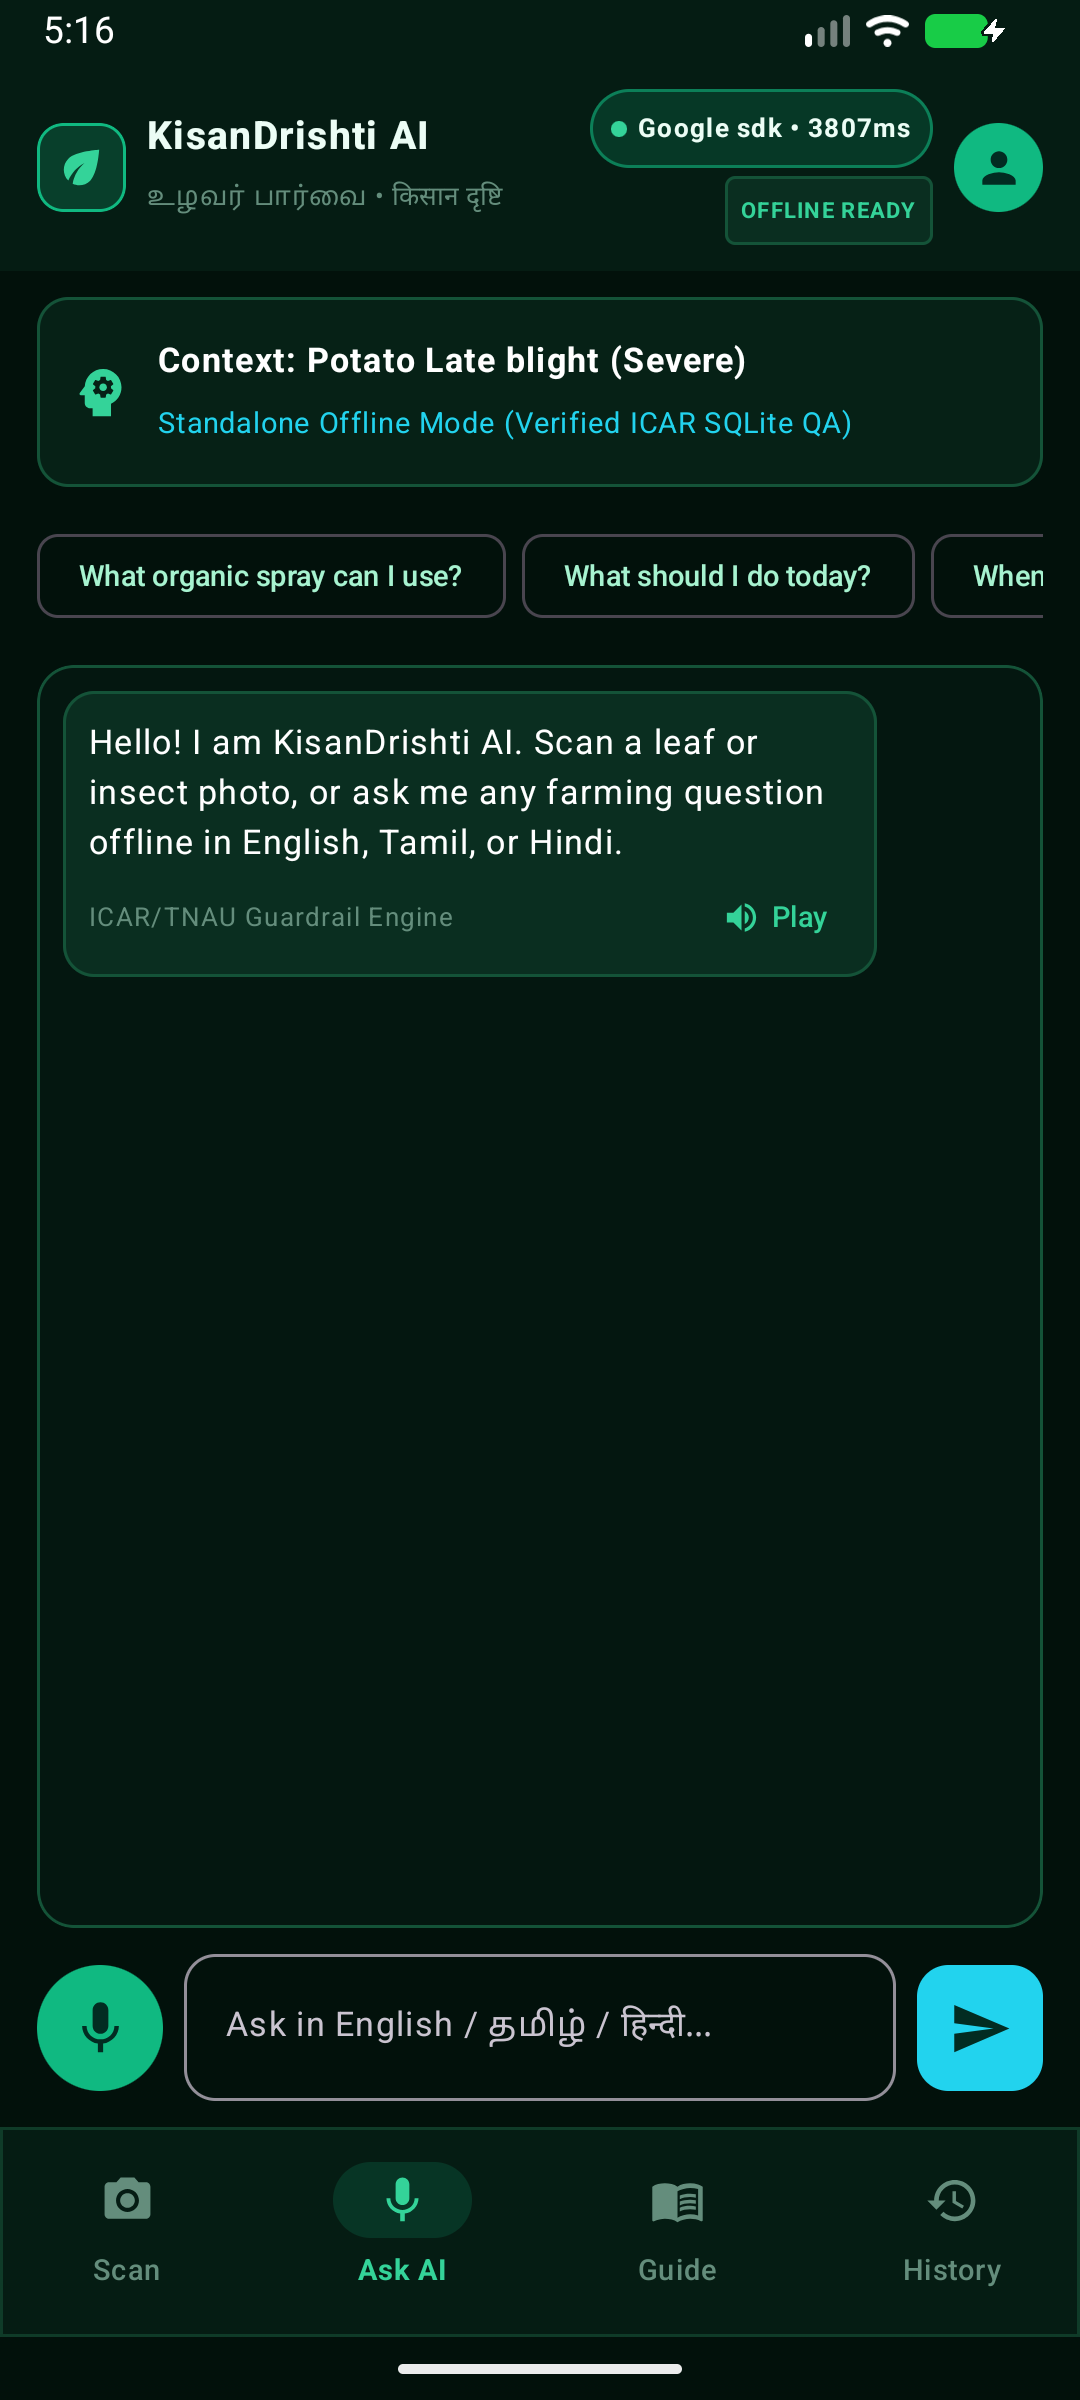 5:16
KisanDrishti AI
உழவர் பார்வை • किसान दृष्टि
Google sdk • 3807ms
OFFLINE READY
Context: Potato Late blight (Severe)
Standalone Offline Mode (Verified ICAR SQLite QA)
What organic spray can I use?
What should I do today?
When
Hello! I am KisanDrishti AI. Scan a leaf or
insect photo, or ask me any farming question
offline in English, Tamil, or Hindi.
ICAR/TNAU Guardrail Engine
Play
Ask in English / தமிழ் / हिन्दी...
Scan
Ask AI
Guide
History